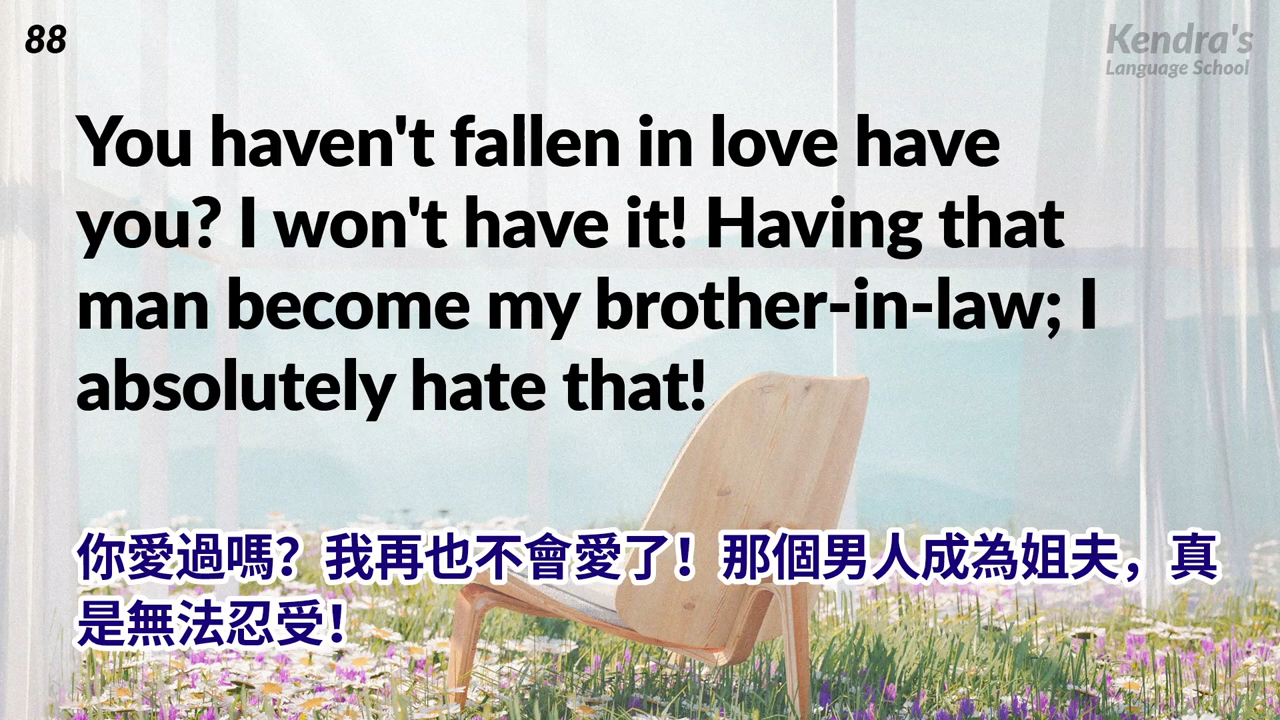 88
Kendra's
Language School
You haven't fallen in love have
you? I won't have it! Having that
man become my brother-in-law; I
absolutely hate that!
你愛過嗎？我再也不會愛了！那個男人成為姐夫，真
是無法忍受！